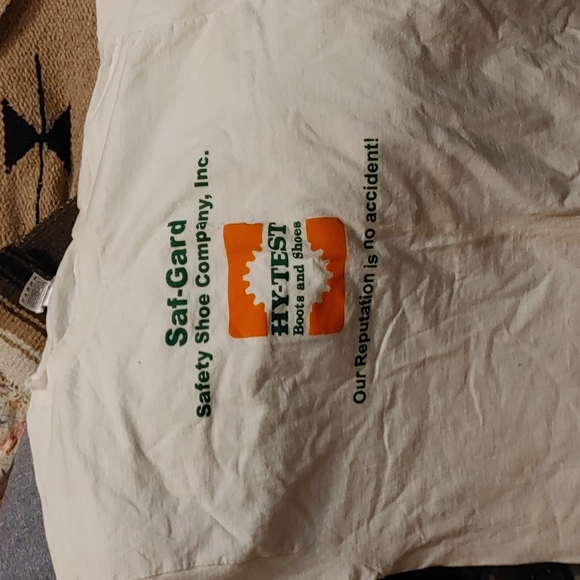 Saf-Gard
Safety Shoe Company, Inc.
HY-TEST
Boots and Shoes
Our Reputation is no accident!